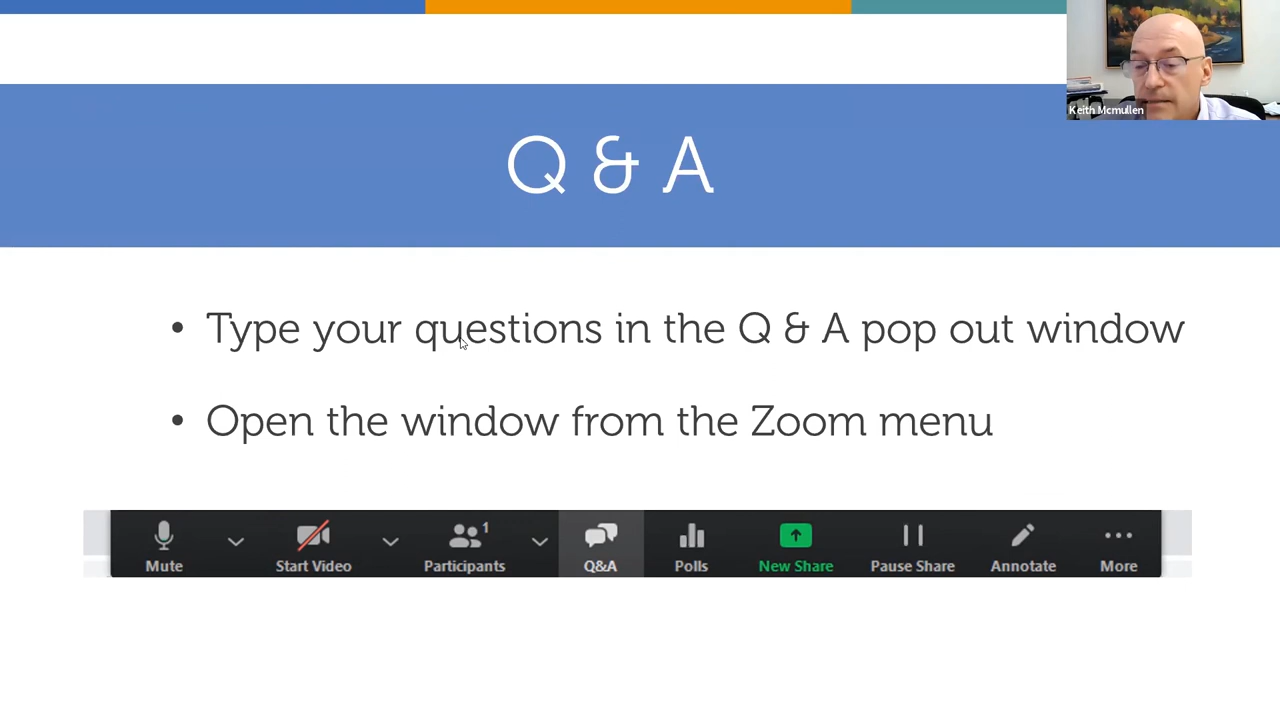 Keith Mcmullen
Q & A
• Type your questions in the Q & A pop out window
• Open the window from the Zoom menu
1
Mute Start Video Participants Q&A Polls New Share Pause Share Annotate More